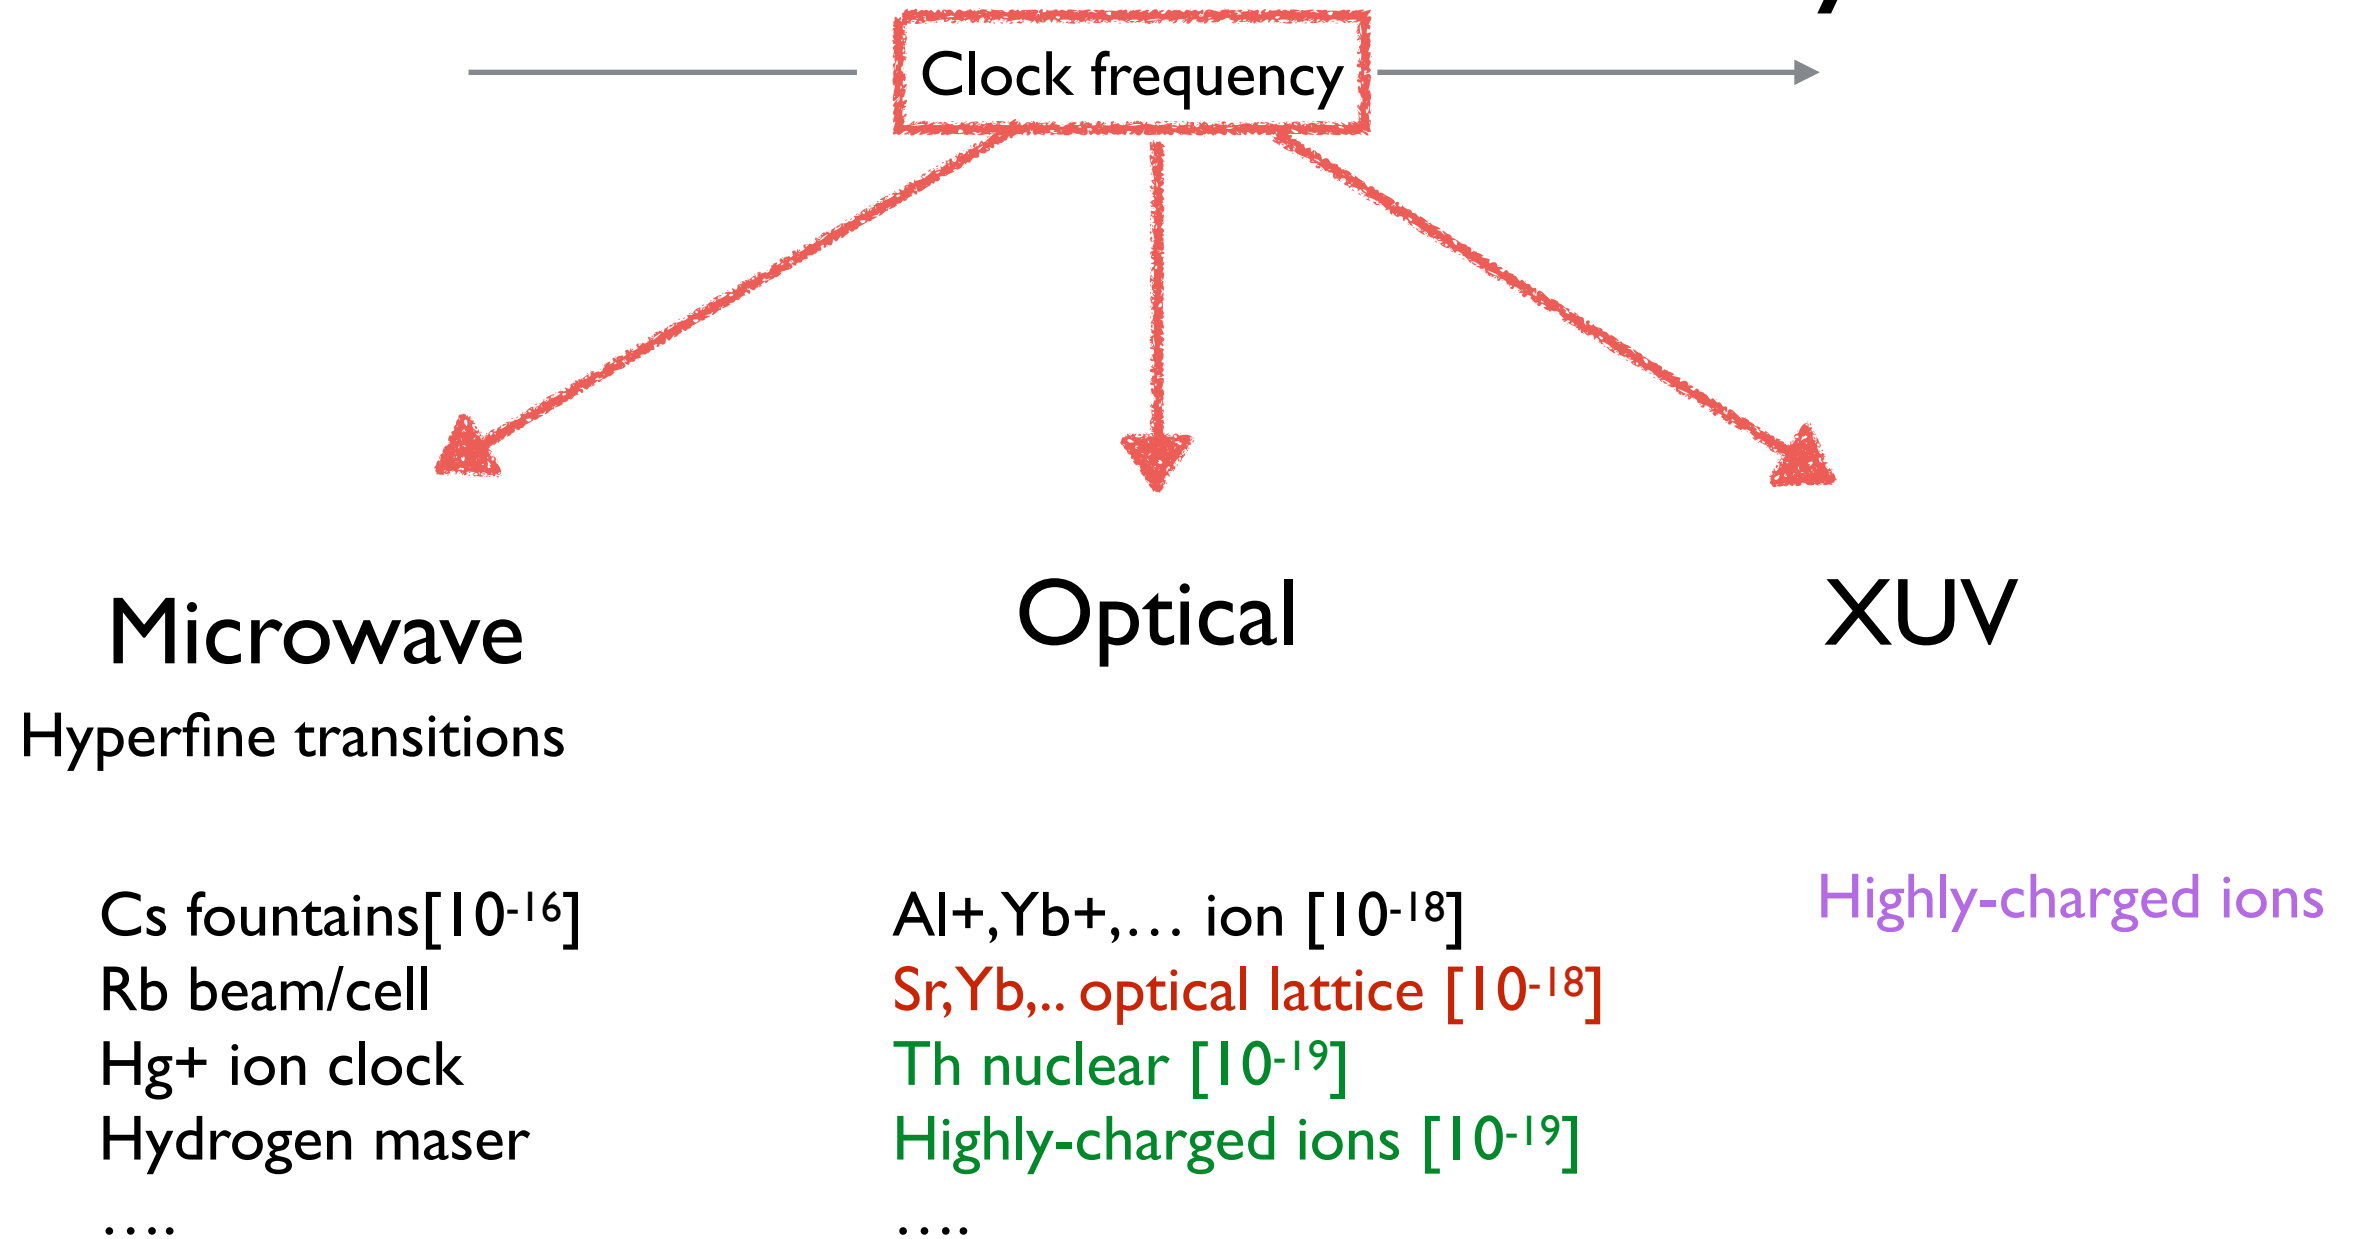 Clock frequency
Microwave
Optical
XUV
Hyperfine transitions
Cs fountains[10⁻¹⁶]
Rb beam/cell
Hg+ ion clock
Hydrogen maser
….
Al+,Yb+,… ion [10⁻¹⁸]
Sr,Yb,.. optical lattice [10⁻¹⁸]
Th nuclear [10⁻¹⁹]
Highly-charged ions [10⁻¹⁹]
….
Highly-charged ions